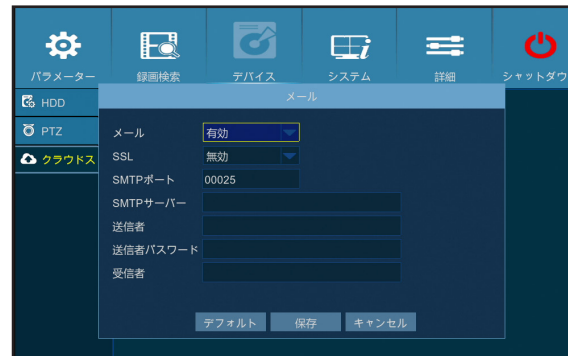 パラメーター 録画検索 デバイス システム 詳細 シャットダウ
メール
HDD
PTZ
クラウドス
メール 有効
SSL 無効
SMTPポート 00025
SMTPサーバー
送信者
送信者パスワード
受信者
デフォルト 保存 キャンセル